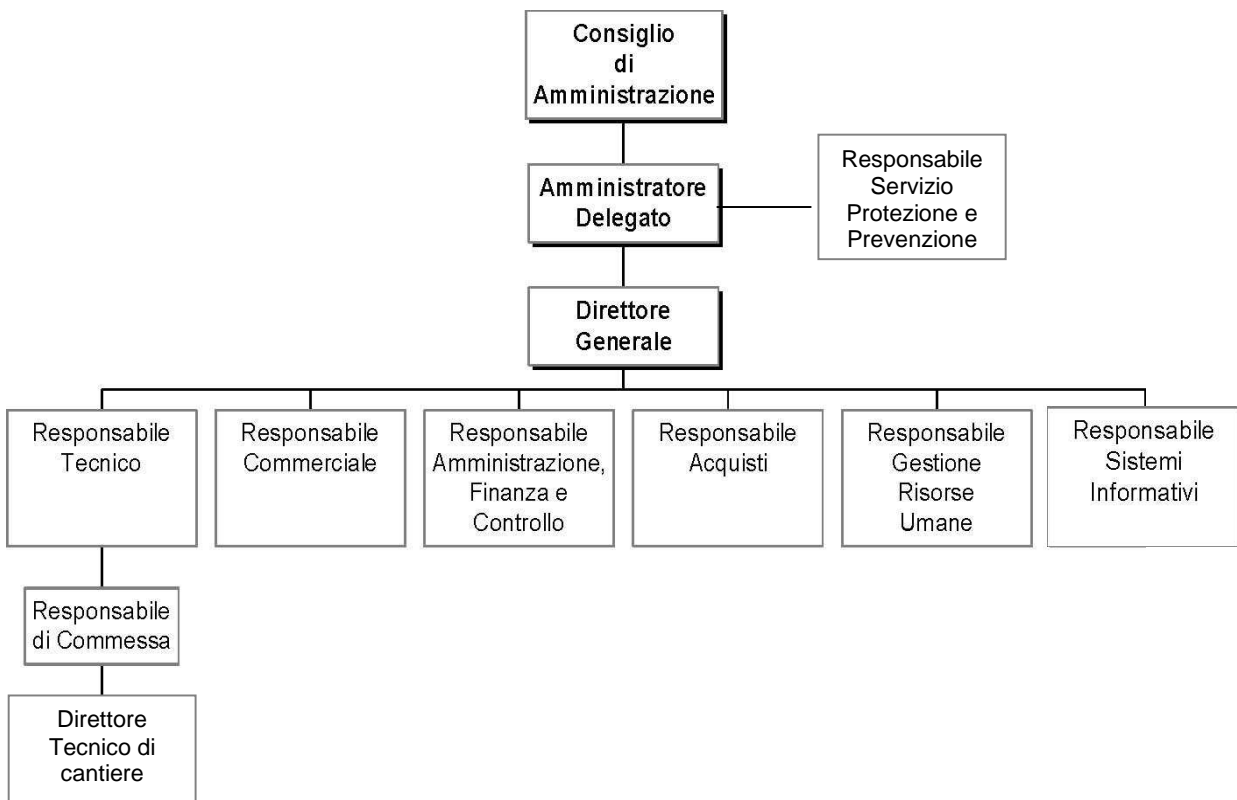 Consiglio
di
Amministrazione
Amministratore
Delegato
Responsabile
Servizio
Protezione e
Prevenzione
Direttore
Generale
Responsabile
Tecnico
Responsabile
Commerciale
Responsabile
Amministrazione,
Finanza e
Controllo
Responsabile
Acquisti
Responsabile
Gestione
Risorse
Umane
Responsabile
Sistemi
Informativi
Responsabile
di Commessa
Direttore
Tecnico di
cantiere